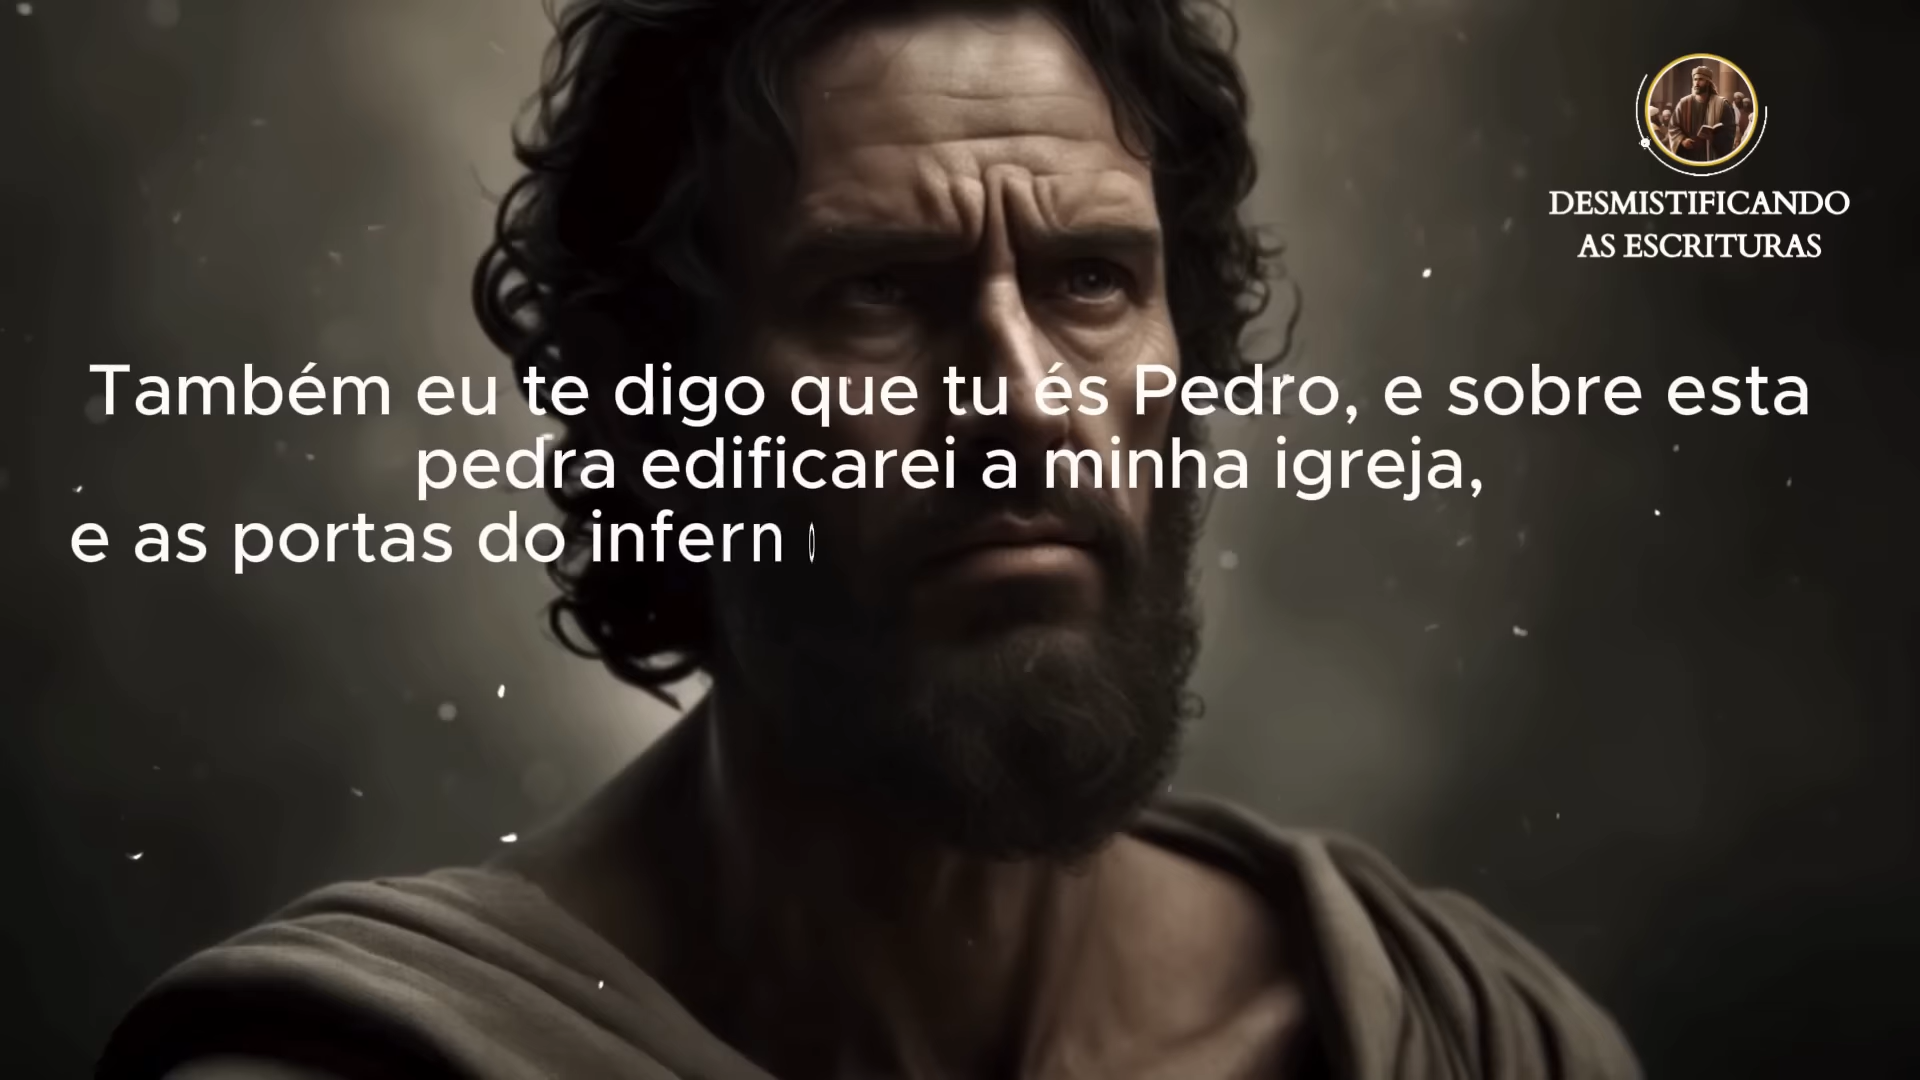 DESMISTIFICANDO
AS ESCRITURAS
Também eu te digo que tu és Pedro, e sobre esta
pedra edificarei a minha igreja,
e as portas do infern